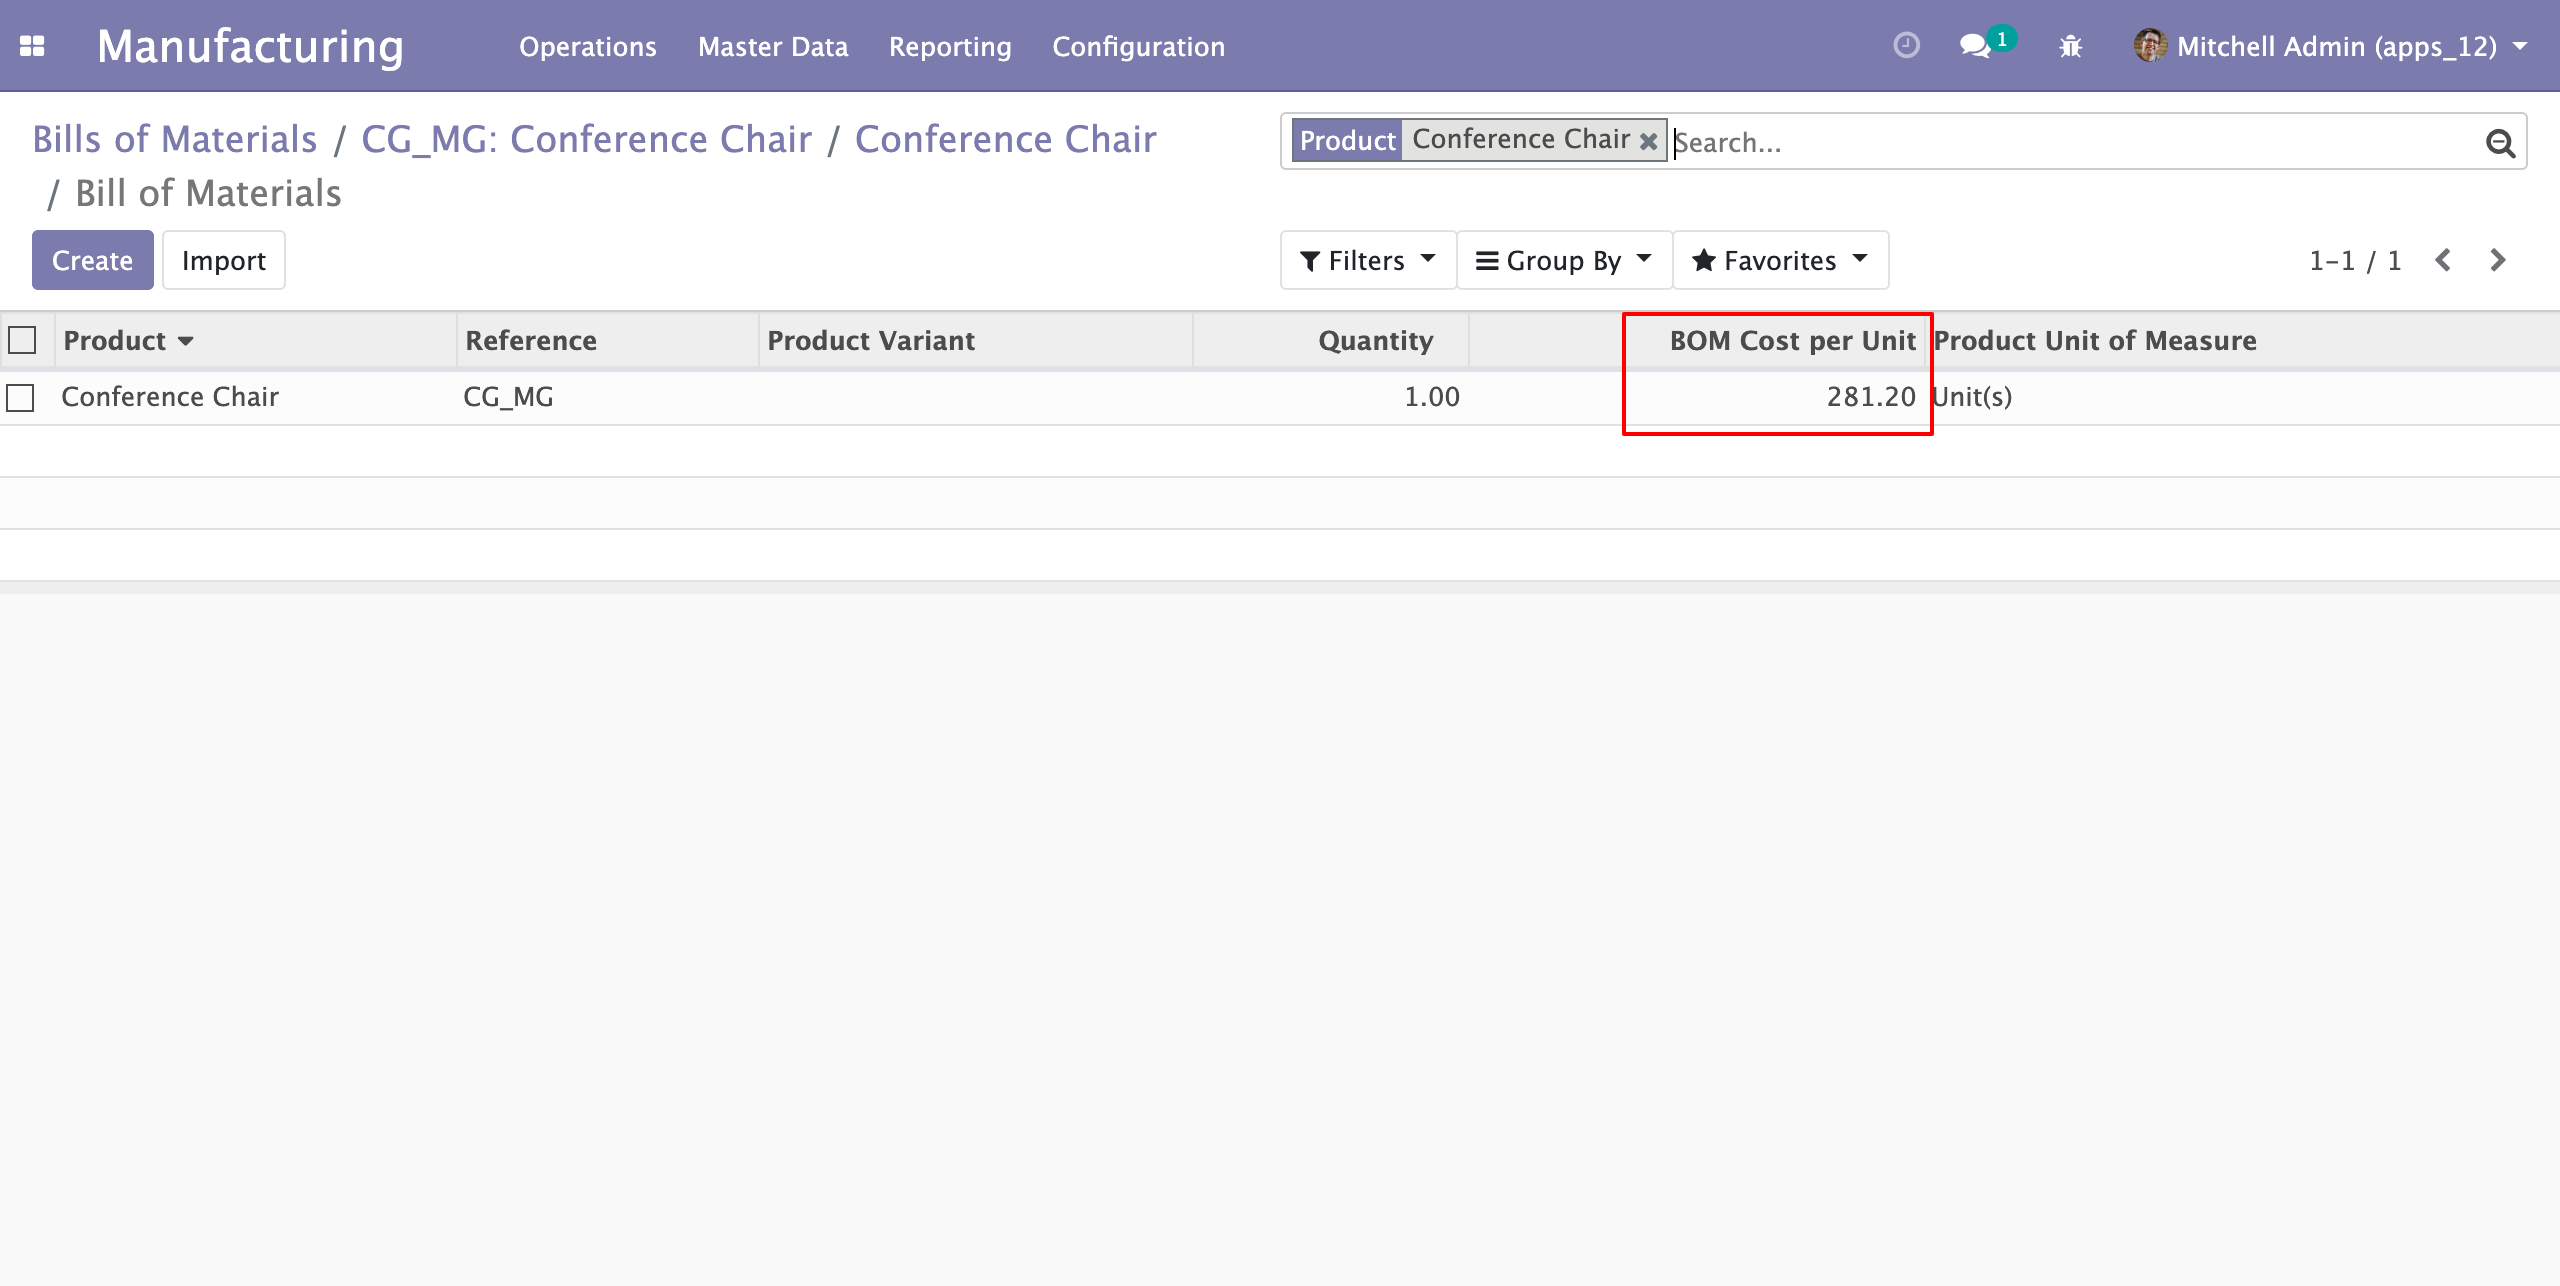 Manufacturing Operations Master Data Reporting Configuration 1 Mitchell Admin (apps_12)
Bills of Materials / CG_MG: Conference Chair / Conference Chair
/ Bill of Materials
Product Conference Chair Search...
Create Import Filters Group By Favorites 1-1 / 1
Product Reference Product Variant Quantity BOM Cost per Unit Product Unit of Measure
Conference Chair CG_MG 1.00 281.20 Unit(s)